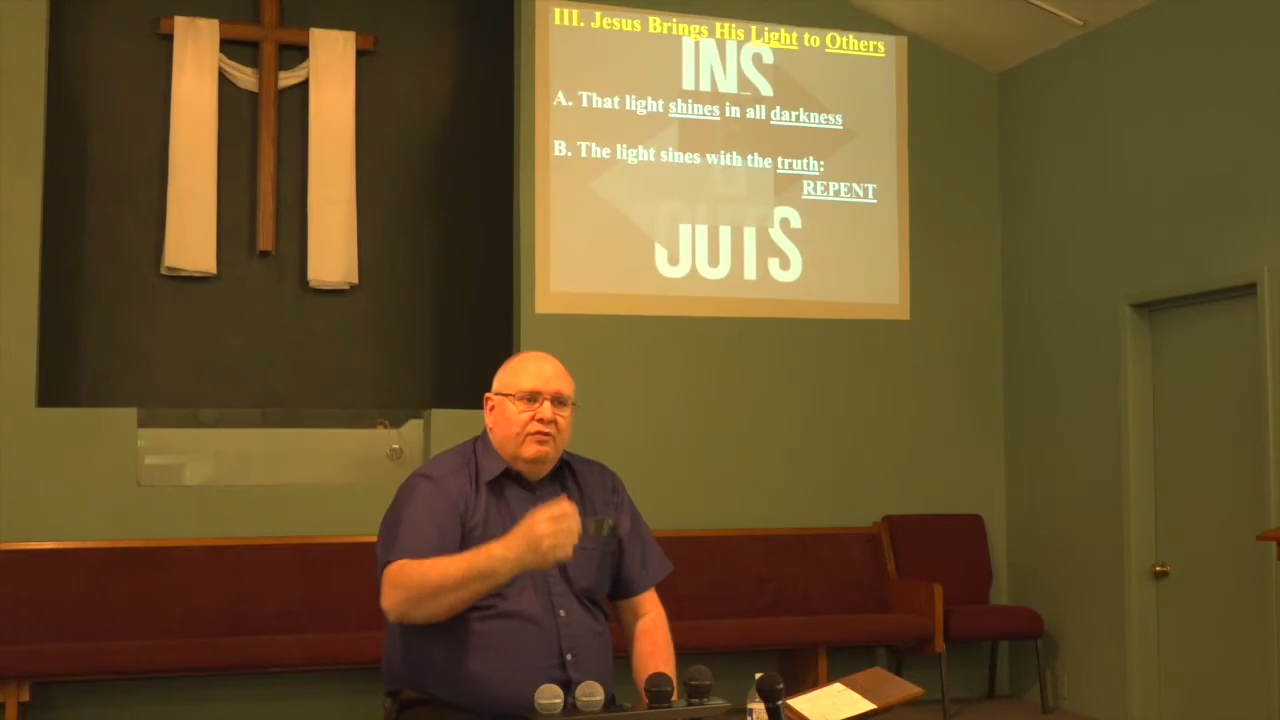 III. Jesus Brings His Light to Others
INS
A. That light shines in all darkness
B. The light sines with the truth:
REPENT
OUTS